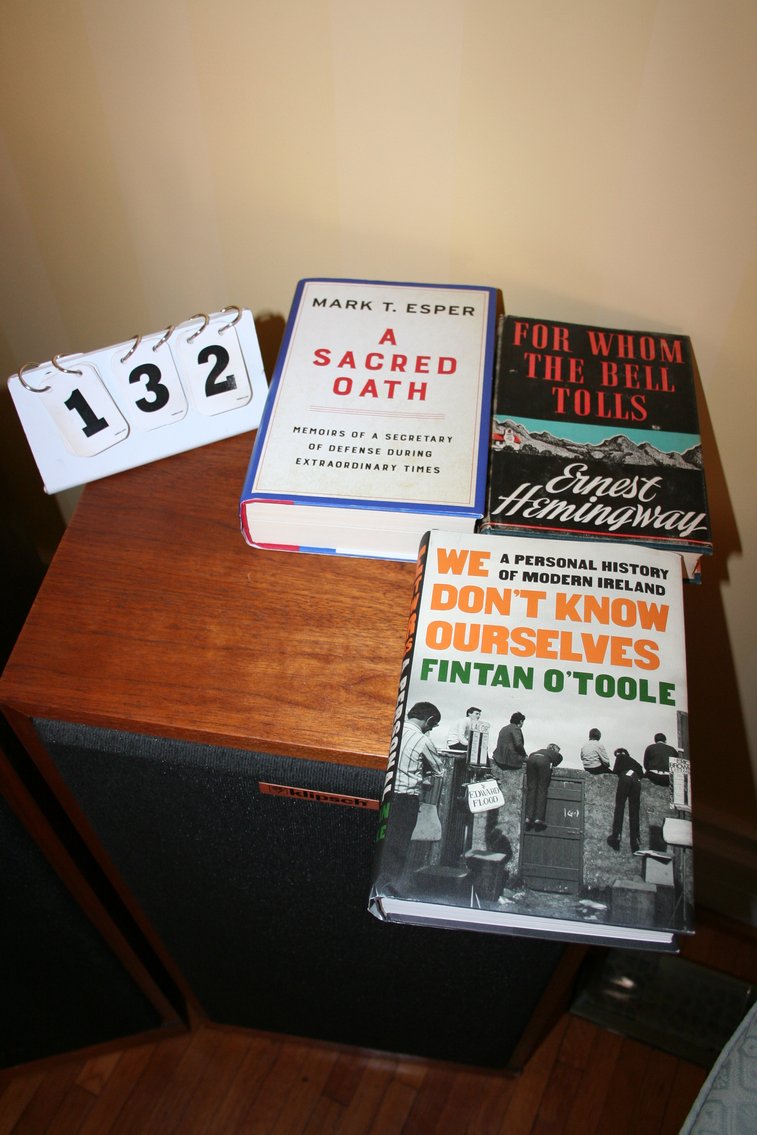 132
MARK T. ESPER
A
SACRED
OATH
MEMOIRS OF A SECRETARY
OF DEFENSE DURING
EXTRAORDINARY TIMES
FOR WHOM
THE BELL
TOLLS
Ernest
Hemingway
WE A PERSONAL HISTORY
OF MODERN IRELAND
DON'T KNOW
OURSELVES
FINTAN O'TOOLE
EDWARD
FLOOD
klipsch